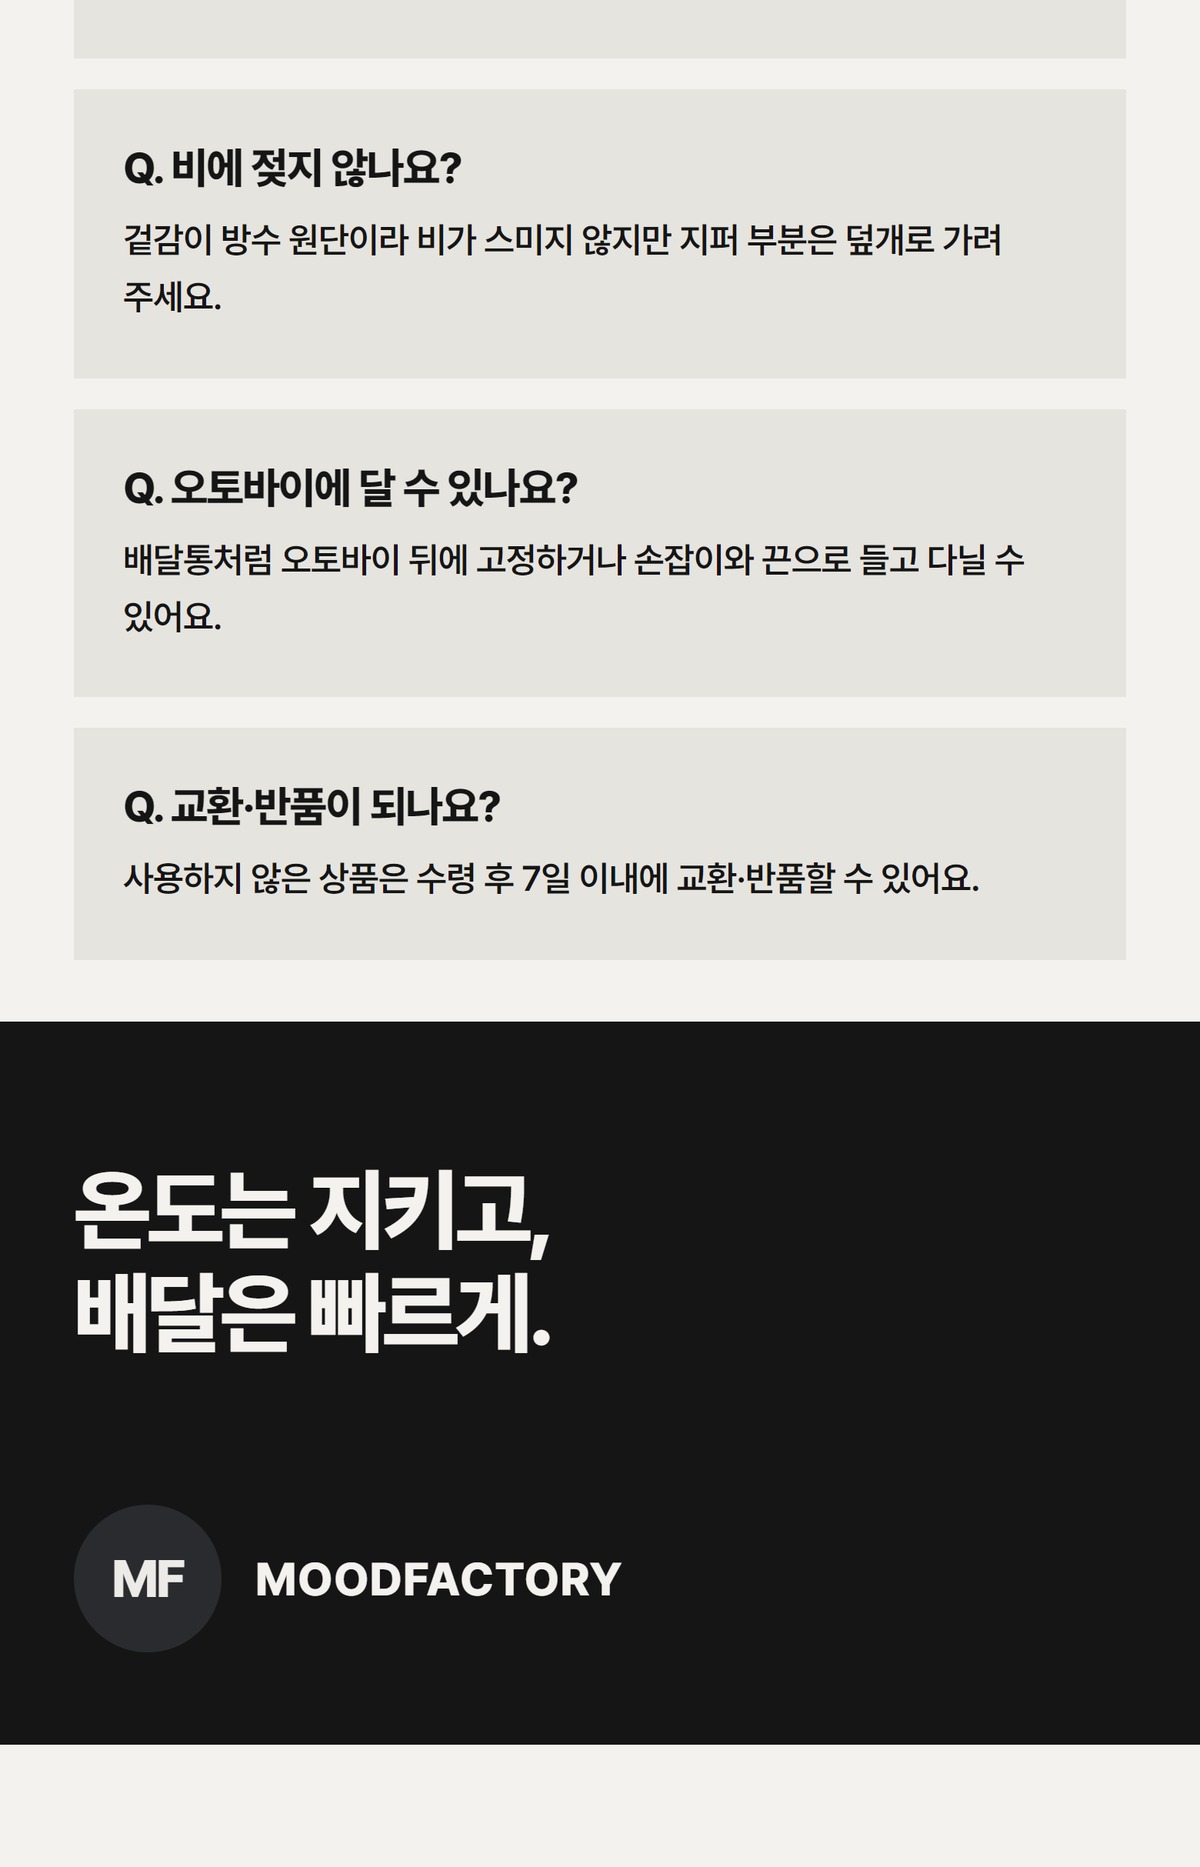 Q. 비에 젖지 않나요?
겉감이 방수 원단이라 비가 스미지 않지만 지퍼 부분은 덮개로 가려
주세요.
Q. 오토바이에 달 수 있나요?
배달통처럼 오토바이 뒤에 고정하거나 손잡이와 끈으로 들고 다닐 수
있어요.
Q. 교환·반품이 되나요?
사용하지 않은 상품은 수령 후 7일 이내에 교환·반품할 수 있어요.
온도는 지키고,
배달은 빠르게.
MF
MOODFACTORY